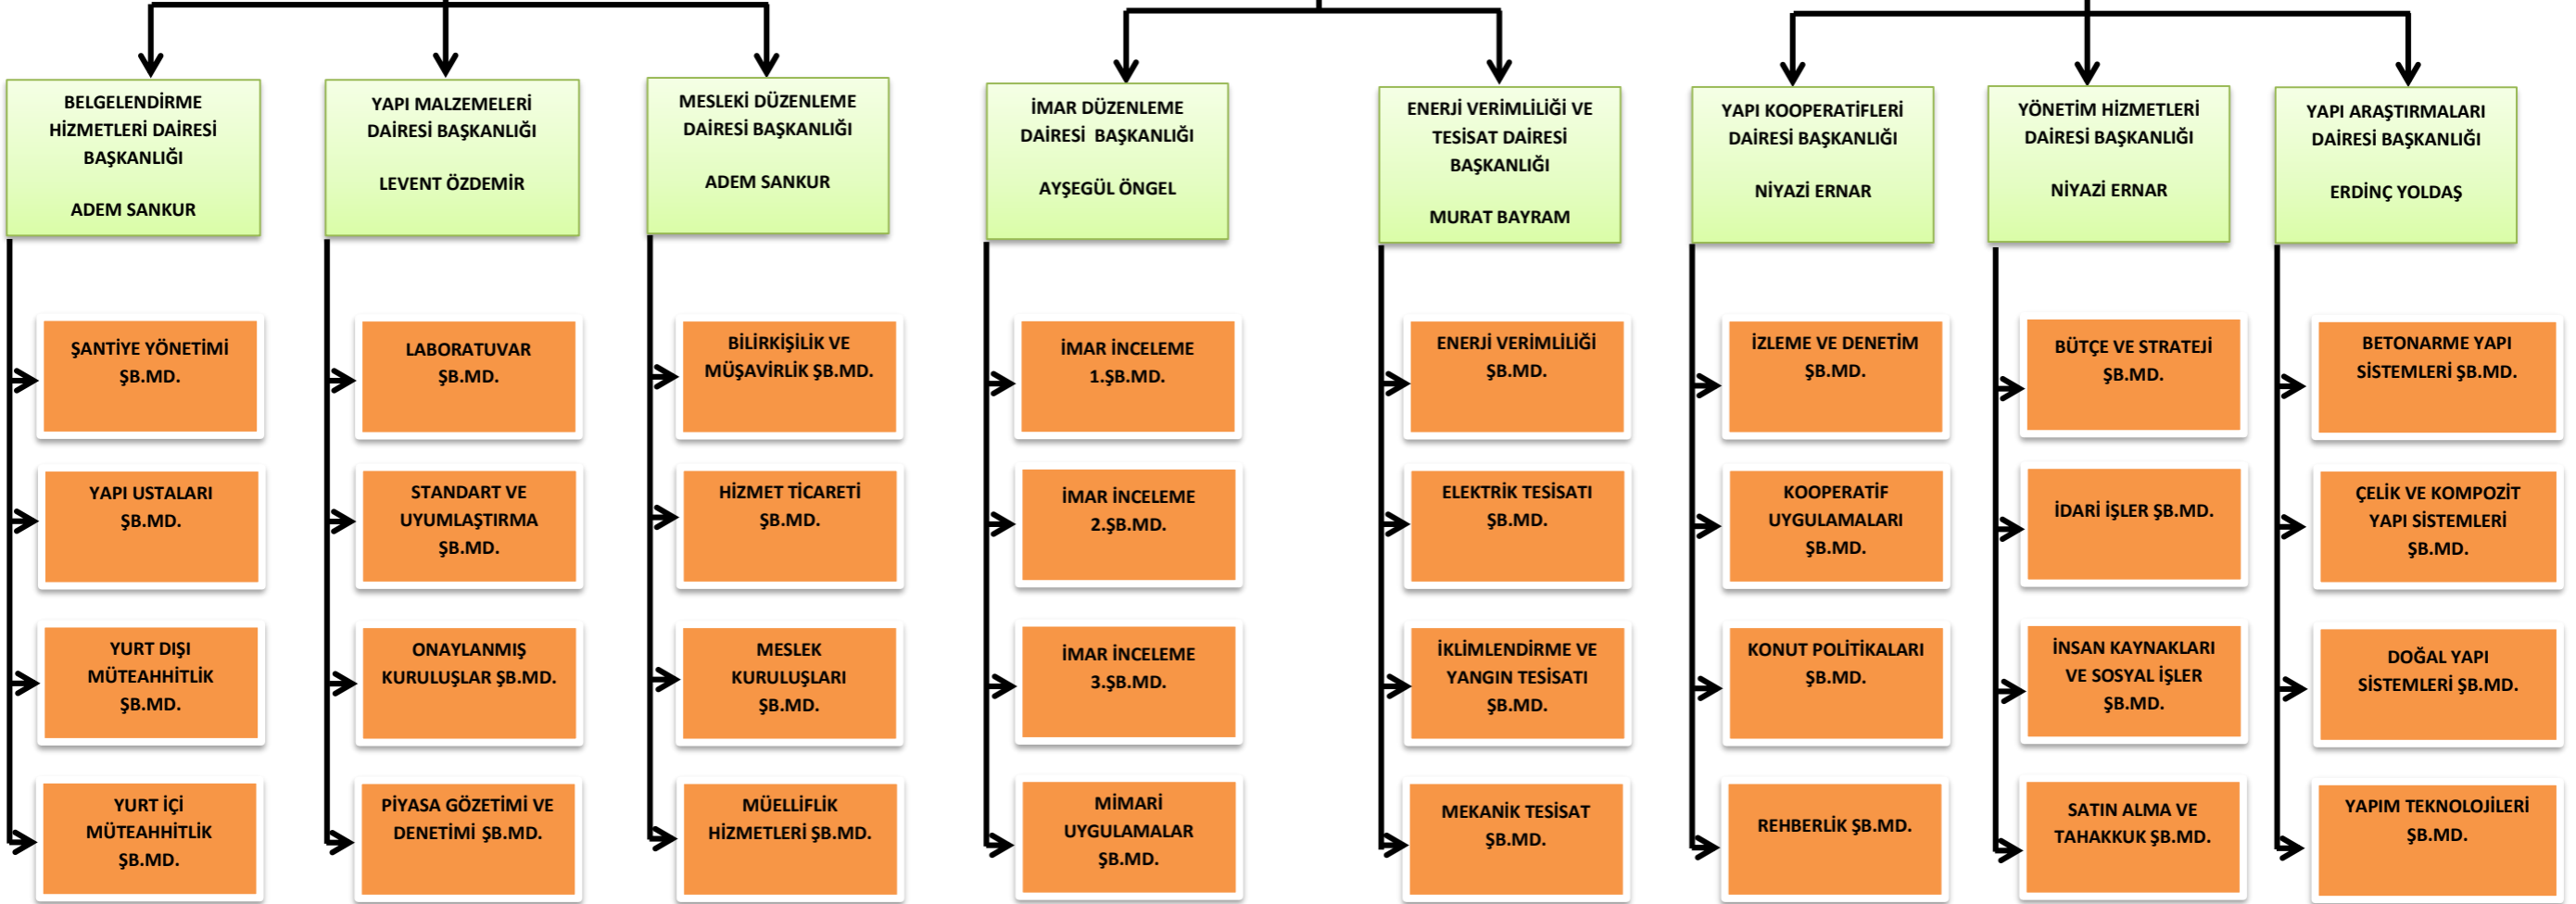 BELGELENDİRME
HİZMETLERİ DAİRESİ
BAŞKANLIĞI
ADEM SANKUR
YAPI MALZEMELERİ
DAİRESİ BAŞKANLIĞI
LEVENT ÖZDEMİR
MESLEKİ DÜZENLEME
DAİRESİ BAŞKANLIĞI
ADEM SANKUR
İMAR DÜZENLEME
DAİRESİ BAŞKANLIĞI
AYŞEGÜL ÖNGEL
ENERJİ VERİMLİLİĞİ VE
TESİSAT DAİRESİ
BAŞKANLIĞI
MURAT BAYRAM
YAPI KOOPERATİFLERİ
DAİRESİ BAŞKANLIĞI
NİYAZİ ERNAR
YÖNETİM HİZMETLERİ
DAİRESİ BAŞKANLIĞI
NİYAZİ ERNAR
YAPI ARAŞTIRMALARI
DAİRESİ BAŞKANLIĞI
ERDİNÇ YOLDAŞ
ŞANTİYE YÖNETİMİ
ŞB.MD.
LABORATUVAR
ŞB.MD.
BİLİRKİŞİLİK VE
MÜŞAVİRLİK ŞB.MD.
İMAR İNCELEME
1.ŞB.MD.
ENERJİ VERİMLİLİĞİ
ŞB.MD.
İZLEME VE DENETİM
ŞB.MD.
BÜTÇE VE STRATEJİ
ŞB.MD.
BETONARME YAPI
SİSTEMLERİ ŞB.MD.
YAPI USTALARI
ŞB.MD.
STANDART VE
UYUMLAŞTIRMA
ŞB.MD.
HİZMET TİCARETİ
ŞB.MD.
İMAR İNCELEME
2.ŞB.MD.
ELEKTRİK TESİSATI
ŞB.MD.
KOOPERATİF
UYGULAMALARI
ŞB.MD.
İDARİ İŞLER ŞB.MD.
ÇELİK VE KOMPOZİT
YAPI SİSTEMLERİ
ŞB.MD.
YURT DIŞI
MÜTEAHHİTLİK
ŞB.MD.
ONAYLANMIŞ
KURULUŞLAR ŞB.MD.
MESLEK
KURULUŞLARI
ŞB.MD.
İMAR İNCELEME
3.ŞB.MD.
İKLİMLENDİRME VE
YANGIN TESİSATI
ŞB.MD.
KONUT POLİTİKALARI
ŞB.MD.
İNSAN KAYNAKLARI
VE SOSYAL İŞLER
ŞB.MD.
DOĞAL YAPI
SİSTEMLERİ ŞB.MD.
YURT İÇİ
MÜTEAHHİTLİK
ŞB.MD.
PİYASA GÖZETİMİ VE
DENETİMİ ŞB.MD.
MÜELLİFLİK
HİZMETLERİ ŞB.MD.
MİMARİ
UYGULAMALAR
ŞB.MD.
MEKANİK TESİSAT
ŞB.MD.
REHBERLİK ŞB.MD.
SATIN ALMA VE
TAHAKKUK ŞB.MD.
YAPIM TEKNOLOJİLERİ
ŞB.MD.